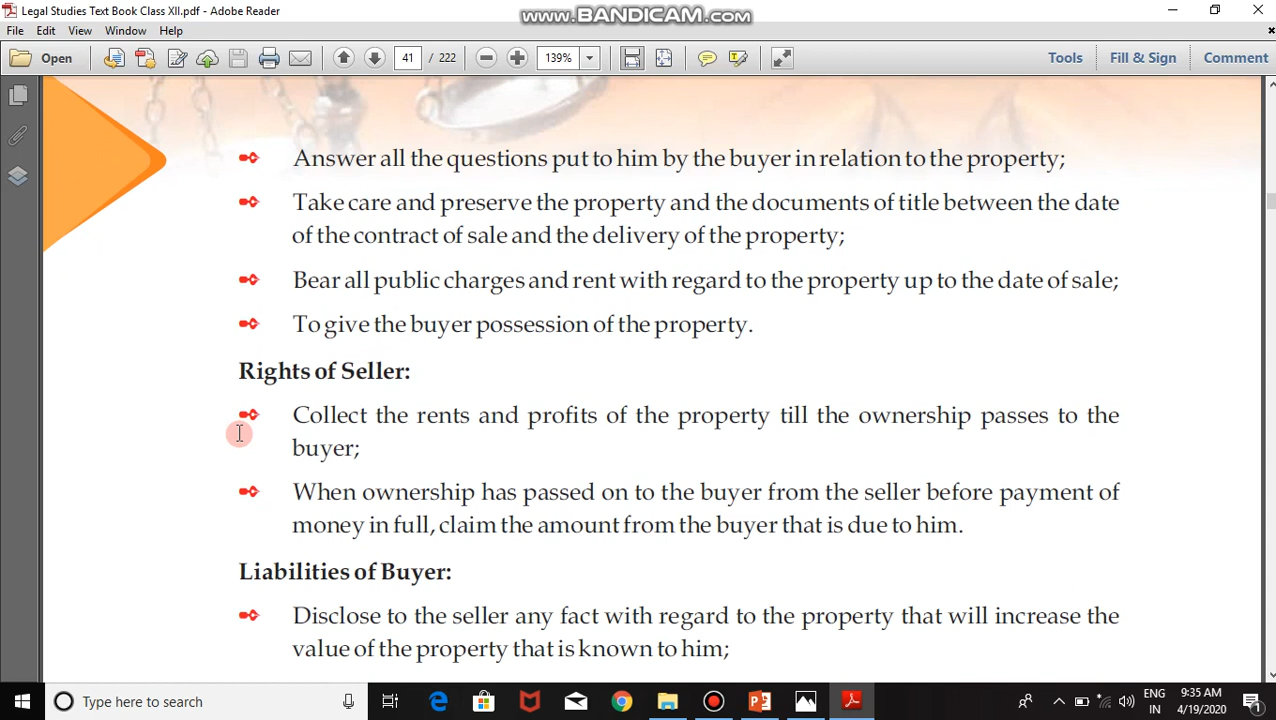 Legal Studies Text Book Class XII.pdf - Adobe Reader
www.BANDICAM.com
File Edit View Window Help
Open 41 / 222 139% Tools Fill & Sign Comment
Answer all the questions put to him by the buyer in relation to the property;
Take care and preserve the property and the documents of title between the date
of the contract of sale and the delivery of the property;
Bear all public charges and rent with regard to the property up to the date of sale;
To give the buyer possession of the property.
Rights of Seller:
Collect the rents and profits of the property till the ownership passes to the
buyer;
When ownership has passed on to the buyer from the seller before payment of
money in full, claim the amount from the buyer that is due to him.
Liabilities of Buyer:
Disclose to the seller any fact with regard to the property that will increase the
value of the property that is known to him;
Type here to search
ENG 9:35 AM
IN 4/19/2020 1